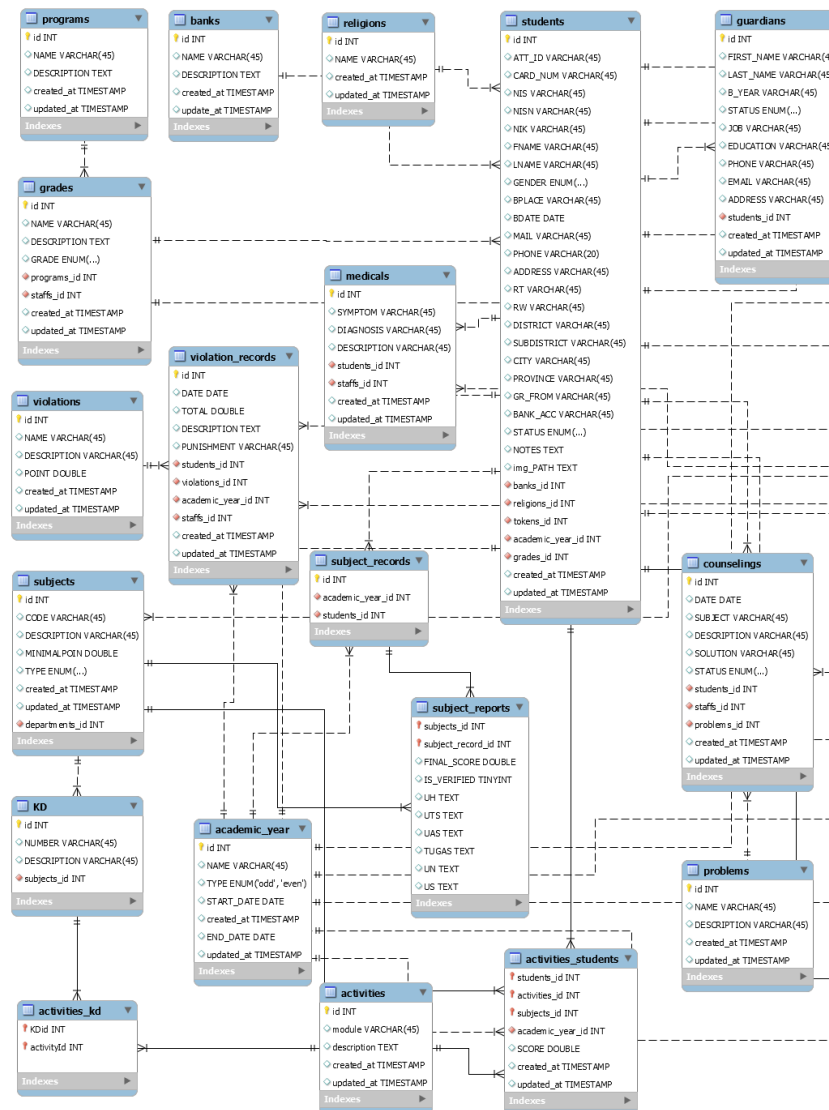 programs
id INT
NAME VARCHAR(45)
DESCRIPTION TEXT
created_at TIMESTAMP
updated_at TIMESTAMP
Indexes
banks
id INT
NAME VARCHAR(45)
DESCRIPTION TEXT
created_at TIMESTAMP
update_at TIMESTAMP
Indexes
religions
id INT
NAME VARCHAR(45)
created_at TIMESTAMP
updated_at TIMESTAMP
Indexes
students
id INT
ATT_ID VARCHAR(45)
CARD_NUM VARCHAR(45)
NIS VARCHAR(45)
NISN VARCHAR(45)
NIK VARCHAR(45)
FNAME VARCHAR(45)
LNAME VARCHAR(45)
GENDER ENUM(...)
BPLACE VARCHAR(45)
BDATE DATE
MAIL VARCHAR(45)
PHONE VARCHAR(20)
ADDRESS VARCHAR(45)
RT VARCHAR(45)
RW VARCHAR(45)
DISTRICT VARCHAR(45)
SUBDISTRICT VARCHAR(45)
CITY VARCHAR(45)
PROVINCE VARCHAR(45)
GR_FROM VARCHAR(45)
BANK_ACC VARCHAR(45)
STATUS ENUM(...)
NOTES TEXT
img_PATH TEXT
banks_id INT
religions_id INT
tokens_id INT
academic_year_id INT
grades_id INT
created_at TIMESTAMP
updated_at TIMESTAMP
Indexes
guardians
id INT
FIRST_NAME VARCHAR(4
LAST_NAME VARCHAR(45
B_YEAR VARCHAR(45)
STATUS ENUM(...)
JOB VARCHAR(45)
EDUCATION VARCHAR(45
PHONE VARCHAR(45)
EMAIL VARCHAR(45)
ADDRESS VARCHAR(45)
students_id INT
created_at TIMESTAMP
updated_at TIMESTAMP
Indexes
grades
id INT
NAME VARCHAR(45)
DESCRIPTION TEXT
GRADE ENUM(...)
programs_id INT
staffs_id INT
created_at TIMESTAMP
updated_at TIMESTAMP
Indexes
medicals
id INT
SYMPTOM VARCHAR(45)
DIAGNOSIS VARCHAR(45)
DESCRIPTION VARCHAR(45)
students_id INT
staffs_id INT
created_at TIMESTAMP
updated_at TIMESTAMP
Indexes
violation_records
id INT
DATE DATE
TOTAL DOUBLE
DESCRIPTION TEXT
PUNISHMENT VARCHAR(45)
students_id INT
violations_id INT
academic_year_id INT
staffs_id INT
created_at TIMESTAMP
updated_at TIMESTAMP
Indexes
violations
id INT
NAME VARCHAR(45)
DESCRIPTION VARCHAR(45)
POINT DOUBLE
created_at TIMESTAMP
updated_at TIMESTAMP
Indexes
subject_records
id INT
academic_year_id INT
students_id INT
Indexes
counselings
id INT
DATE DATE
SUBJECT VARCHAR(45)
DESCRIPTION VARCHAR(45)
SOLUTION VARCHAR(45)
STATUS ENUM(...)
students_id INT
staffs_id INT
problems_id INT
created_at TIMESTAMP
updated_at TIMESTAMP
Indexes
subjects
id INT
CODE VARCHAR(45)
DESCRIPTION VARCHAR(45)
MINIMALPOIN DOUBLE
TYPE ENUM(...)
created_at TIMESTAMP
updated_at TIMESTAMP
departments_id INT
Indexes
subject_reports
subjects_id INT
subject_record_id INT
FINAL_SCORE DOUBLE
IS_VERIFIED TINYINT
UH TEXT
UTS TEXT
UAS TEXT
TUGAS TEXT
UN TEXT
US TEXT
Indexes
KD
id INT
NUMBER VARCHAR(45)
DESCRIPTION VARCHAR(45)
subjects_id INT
Indexes
academic_year
id INT
NAME VARCHAR(45)
TYPE ENUM('odd','even')
START_DATE DATE
created_at TIMESTAMP
END_DATE DATE
updated_at TIMESTAMP
Indexes
problems
id INT
NAME VARCHAR(45)
DESCRIPTION VARCHAR(45)
created_at TIMESTAMP
updated_at TIMESTAMP
Indexes
activities_kd
KDid INT
activityId INT
Indexes
activities
id INT
module VARCHAR(45)
description TEXT
created_at TIMESTAMP
updated_at TIMESTAMP
Indexes
activities_students
students_id INT
activities_id INT
subjects_id INT
academic_year_id INT
SCORE DOUBLE
created_at TIMESTAMP
updated_at TIMESTAMP
Indexes